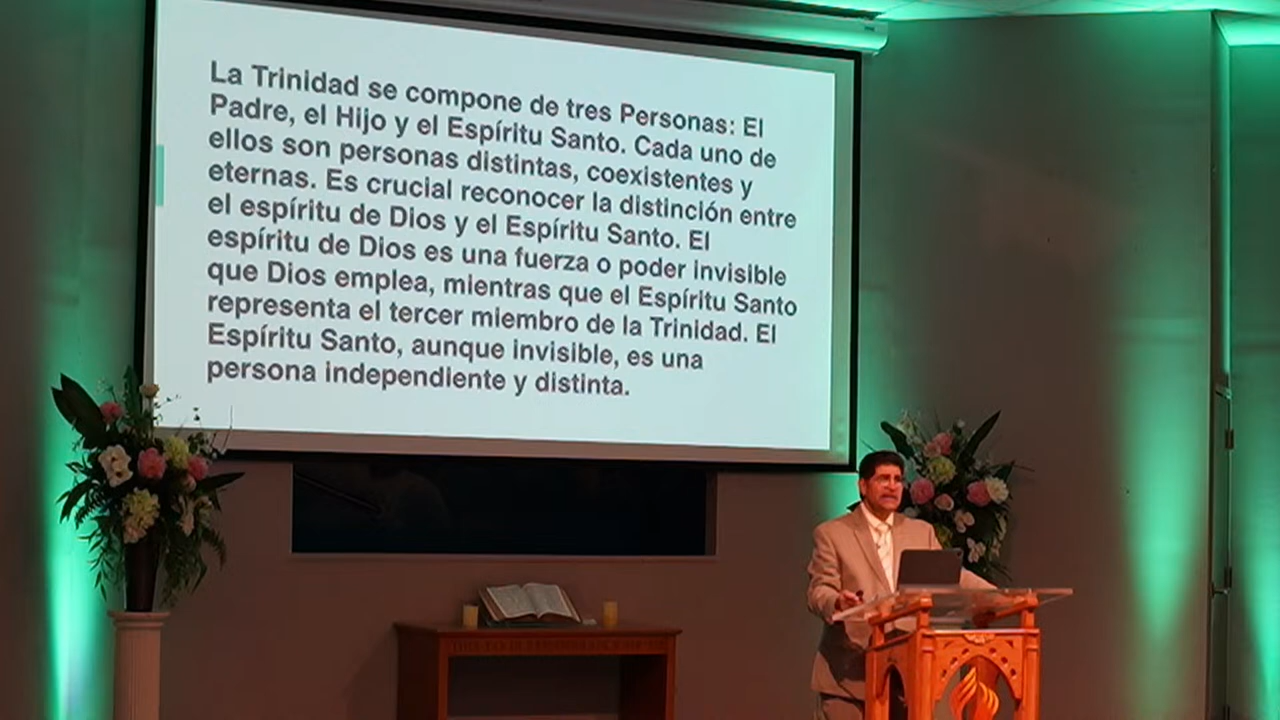 La Trinidad se compone de tres Personas: El
Padre, el Hijo y el Espíritu Santo. Cada uno de
ellos son personas distintas, coexistentes y
eternas. Es crucial reconocer la distinción entre
el espíritu de Dios y el Espíritu Santo. El
espíritu de Dios es una fuerza o poder invisible
que Dios emplea, mientras que el Espíritu Santo
representa el tercer miembro de la Trinidad. El
Espíritu Santo, aunque invisible, es una
persona independiente y distinta.